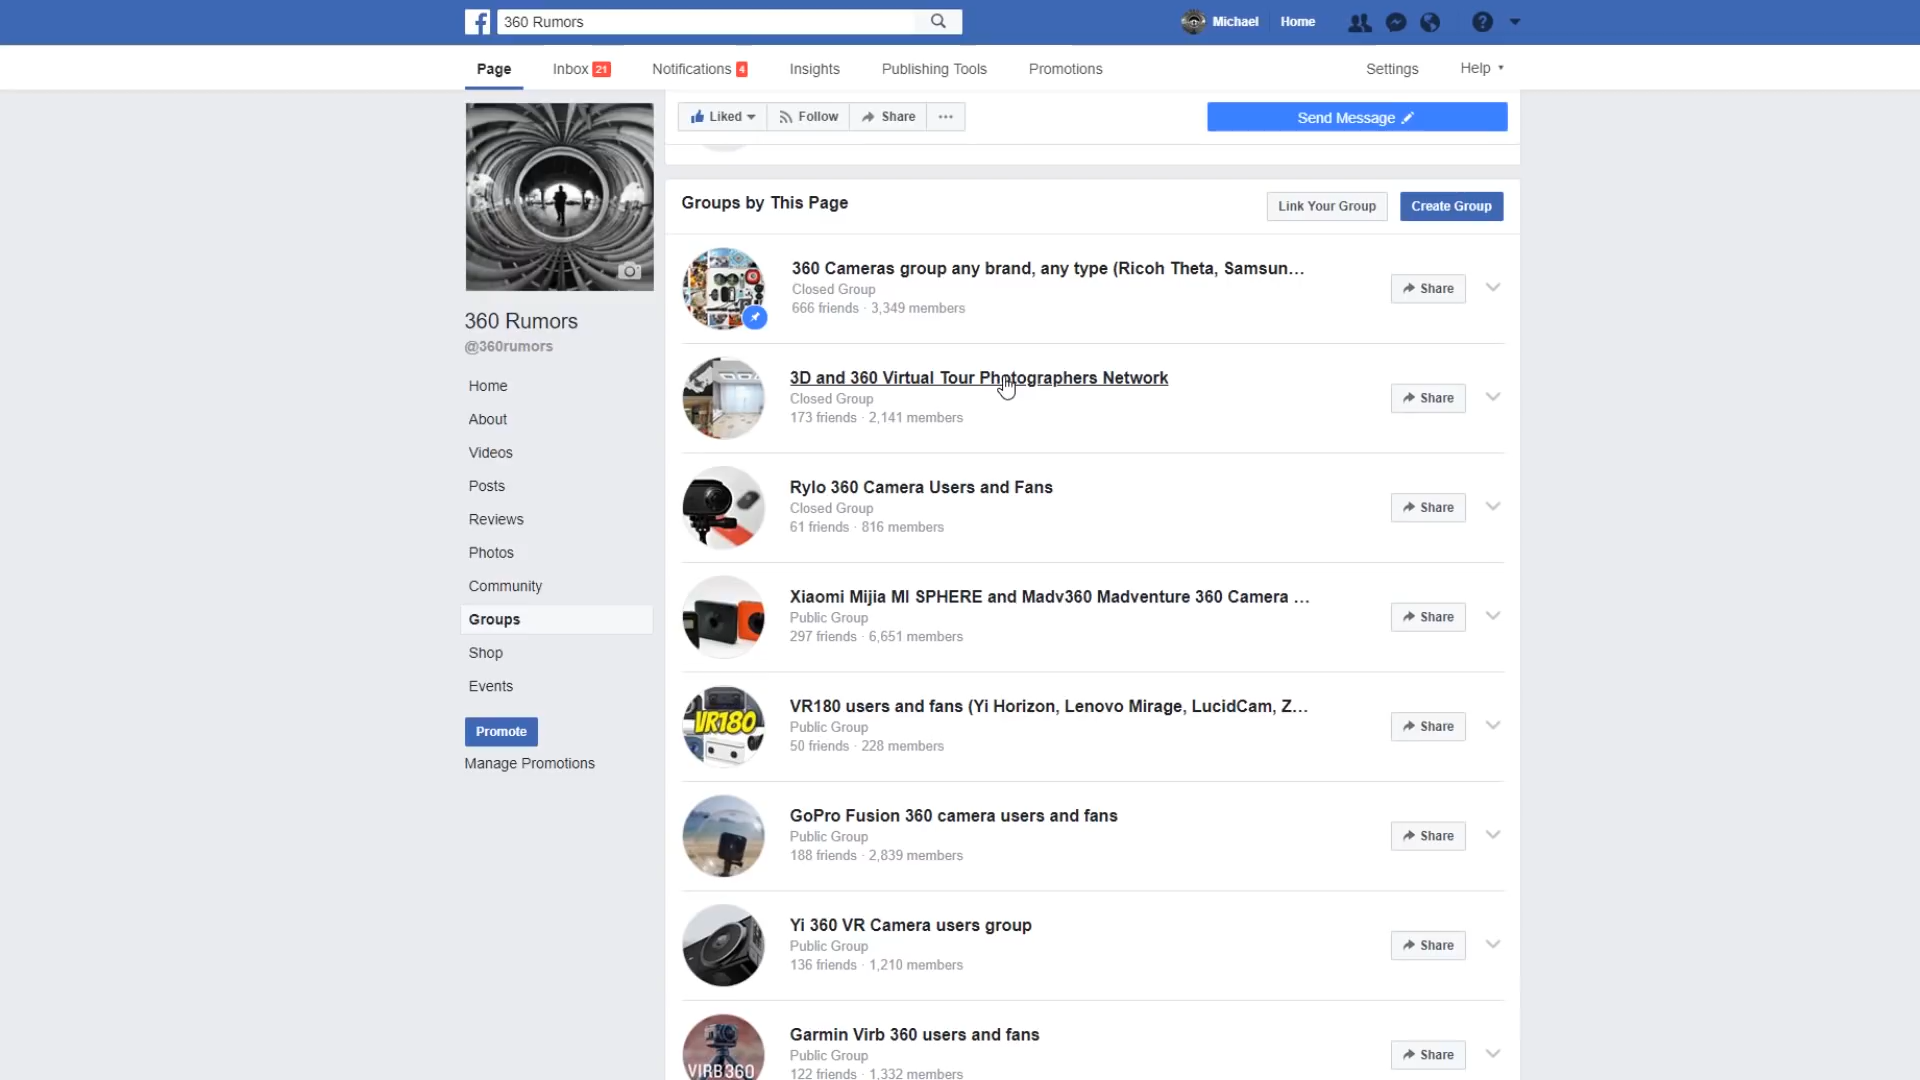 360 Rumors
Michael
Home
Page
Inbox 21
Notifications 4
Insights
Publishing Tools
Promotions
Settings
Help
Liked
Follow
Share
Send Message
360 Rumors
@360rumors
Home
About
Videos
Posts
Reviews
Photos
Community
Groups
Shop
Events
Promote
Manage Promotions
Groups by This Page
Link Your Group
Create Group
360 Cameras group any brand, any type (Ricoh Theta, Samsun...
Closed Group
666 friends · 3,349 members
Share
3D and 360 Virtual Tour Photographers Network
Closed Group
173 friends · 2,141 members
Share
Rylo 360 Camera Users and Fans
Closed Group
61 friends · 816 members
Share
Xiaomi Mijia MI SPHERE and Madv360 Madventure 360 Camera ...
Public Group
297 friends · 6,651 members
Share
VR180
VR180 users and fans (Yi Horizon, Lenovo Mirage, LucidCam, Z...
Public Group
50 friends · 228 members
Share
GoPro Fusion 360 camera users and fans
Public Group
188 friends · 2,839 members
Share
Yi 360 VR Camera users group
Public Group
136 friends · 1,210 members
Share
VIRB360
Garmin Virb 360 users and fans
Public Group
122 friends · 1,332 members
Share